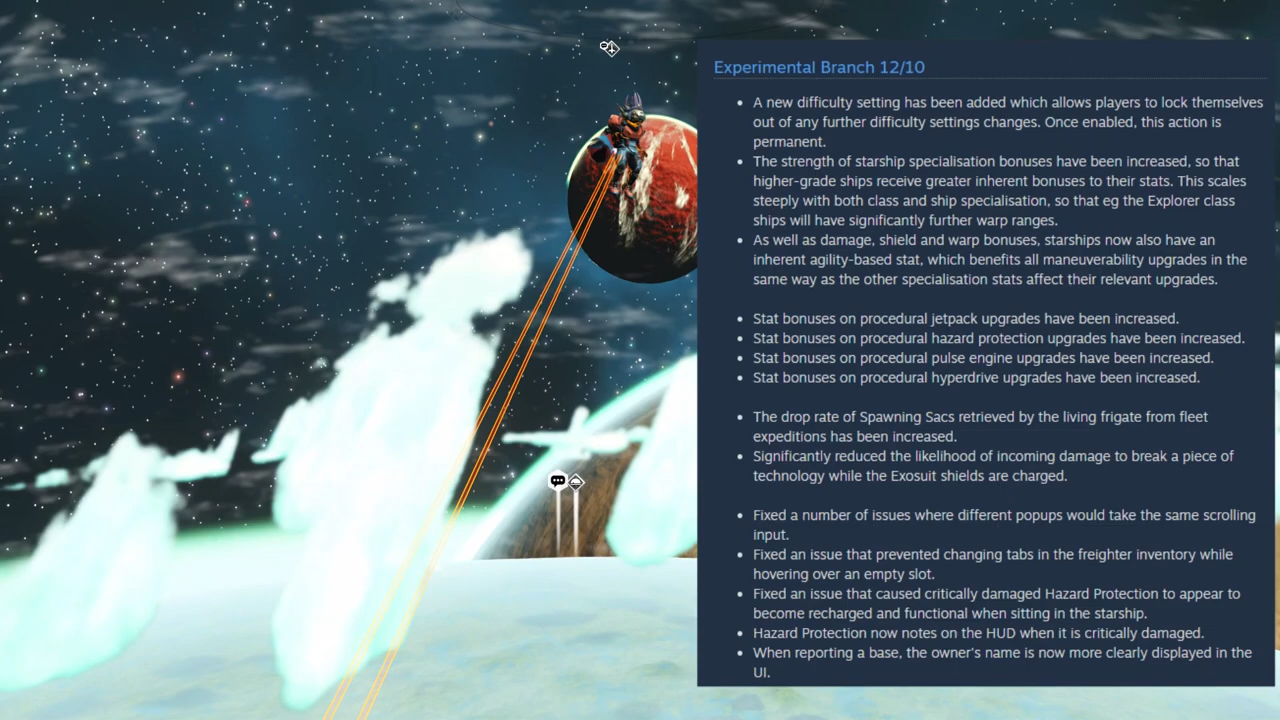 Experimental Branch 12/10
• A new difficulty setting has been added which allows players to lock themselves
out of any further difficulty settings changes. Once enabled, this action is
permanent.
• The strength of starship specialisation bonuses have been increased, so that
higher-grade ships receive greater inherent bonuses to their stats. This scales
steeply with both class and ship specialisation, so that eg the Explorer class
ships will have significantly further warp ranges.
• As well as damage, shield and warp bonuses, starships now also have an
inherent agility-based stat, which benefits all maneuverability upgrades in the
same way as the other specialisation stats affect their relevant upgrades.
• Stat bonuses on procedural jetpack upgrades have been increased.
• Stat bonuses on procedural hazard protection upgrades have been increased.
• Stat bonuses on procedural pulse engine upgrades have been increased.
• Stat bonuses on procedural hyperdrive upgrades have been increased.
• The drop rate of Spawning Sacs retrieved by the living frigate from fleet
expeditions has been increased.
• Significantly reduced the likelihood of incoming damage to break a piece of
technology while the Exosuit shields are charged.
• Fixed a number of issues where different popups would take the same scrolling
input.
• Fixed an issue that prevented changing tabs in the freighter inventory while
hovering over an empty slot.
• Fixed an issue that caused critically damaged Hazard Protection to appear to
become recharged and functional when sitting in the starship.
• Hazard Protection now notes on the HUD when it is critically damaged.
• When reporting a base, the owner's name is now more clearly displayed in the
UI.